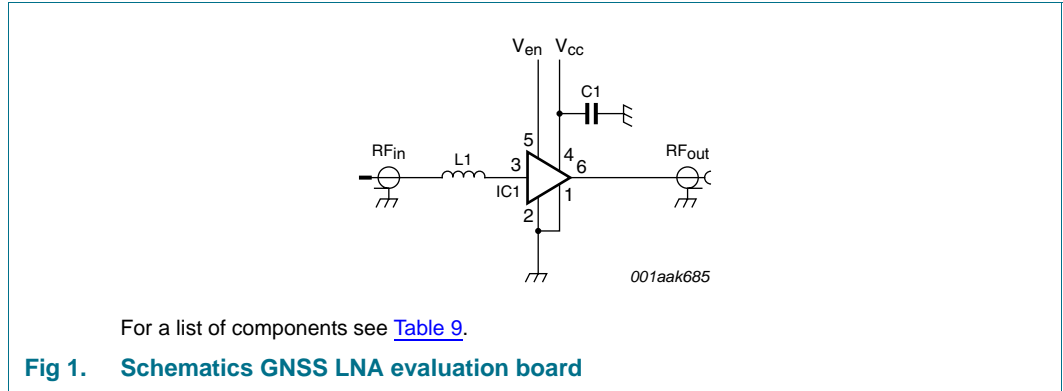 Ven Vcc
C1
5
4
RFin
L1
3
6
RFout
IC1
1
2
001aak685
For a list of components see Table 9.
Fig 1. Schematics GNSS LNA evaluation board